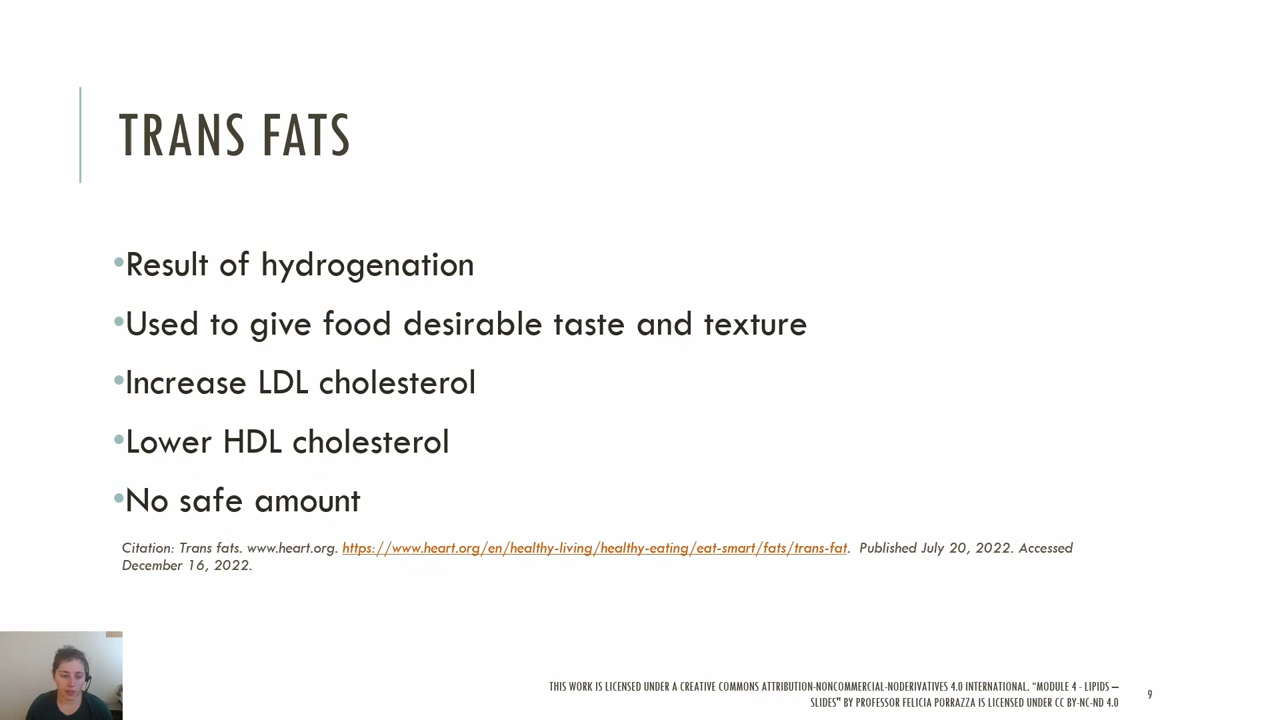 TRANS FATS
•Result of hydrogenation
•Used to give food desirable taste and texture
•Increase LDL cholesterol
•Lower HDL cholesterol
•No safe amount
Citation: Trans fats. www.heart.org. https://www.heart.org/en/healthy-living/healthy-eating/eat-smart/fats/trans-fat. Published July 20, 2022. Accessed
December 16, 2022.
THIS WORK IS LICENSED UNDER A CREATIVE COMMONS ATTRIBUTION-NONCOMMERCIAL-NODERIVATIVES 4.0 INTERNATIONAL. "MODULE 4 - LIPIDS –
SLIDES" BY PROFESSOR FELICIA PORRAZZA IS LICENSED UNDER CC BY-NC-ND 4.0
9